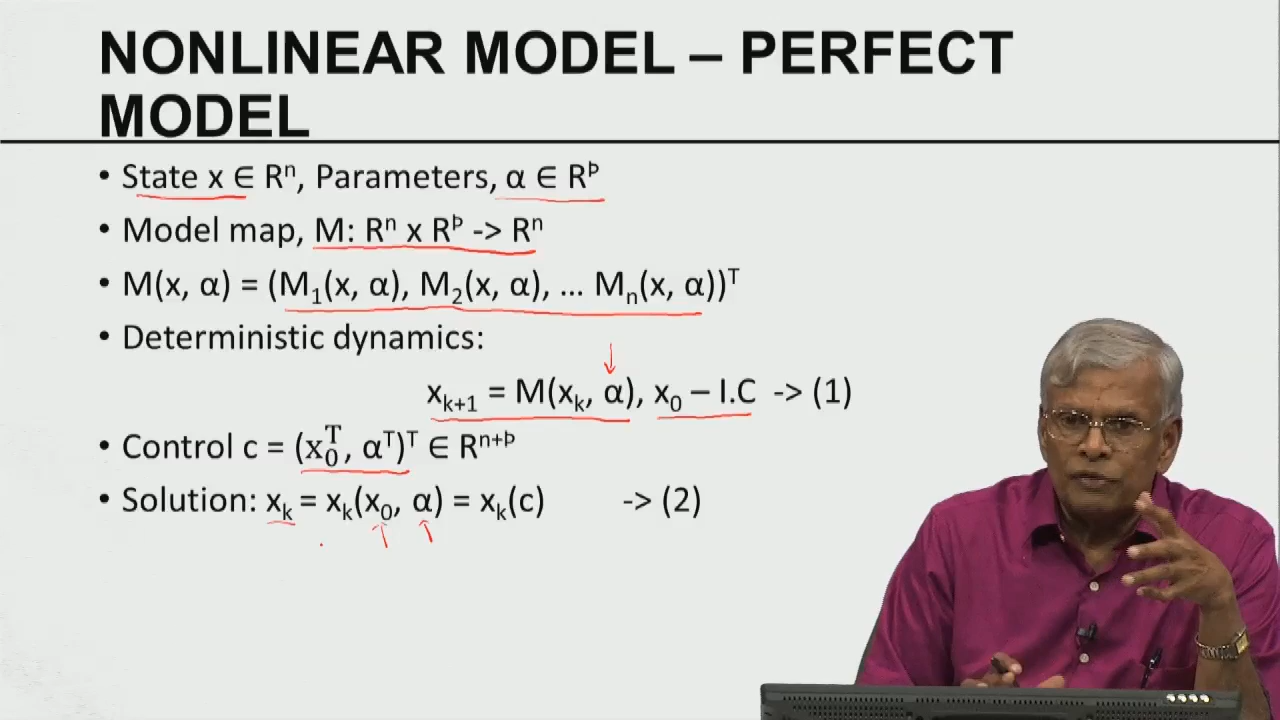 NONLINEAR MODEL – PERFECT
MODEL
• State x ∈ Rⁿ, Parameters, α ∈ Rᵖ
• Model map, M: Rⁿ x Rᵖ -> Rⁿ
• M(x, α) = (M₁(x, α), M₂(x, α), … Mₙ(x, α))ᵀ
• Deterministic dynamics:
xₖ₊₁ = M(xₖ, α), x₀ – I.C -> (1)
• Control c = (x₀ᵀ, αᵀ)ᵀ ∈ Rⁿ⁺ᵖ
• Solution: xₖ = xₖ(x₀, α) = xₖ(c) -> (2)